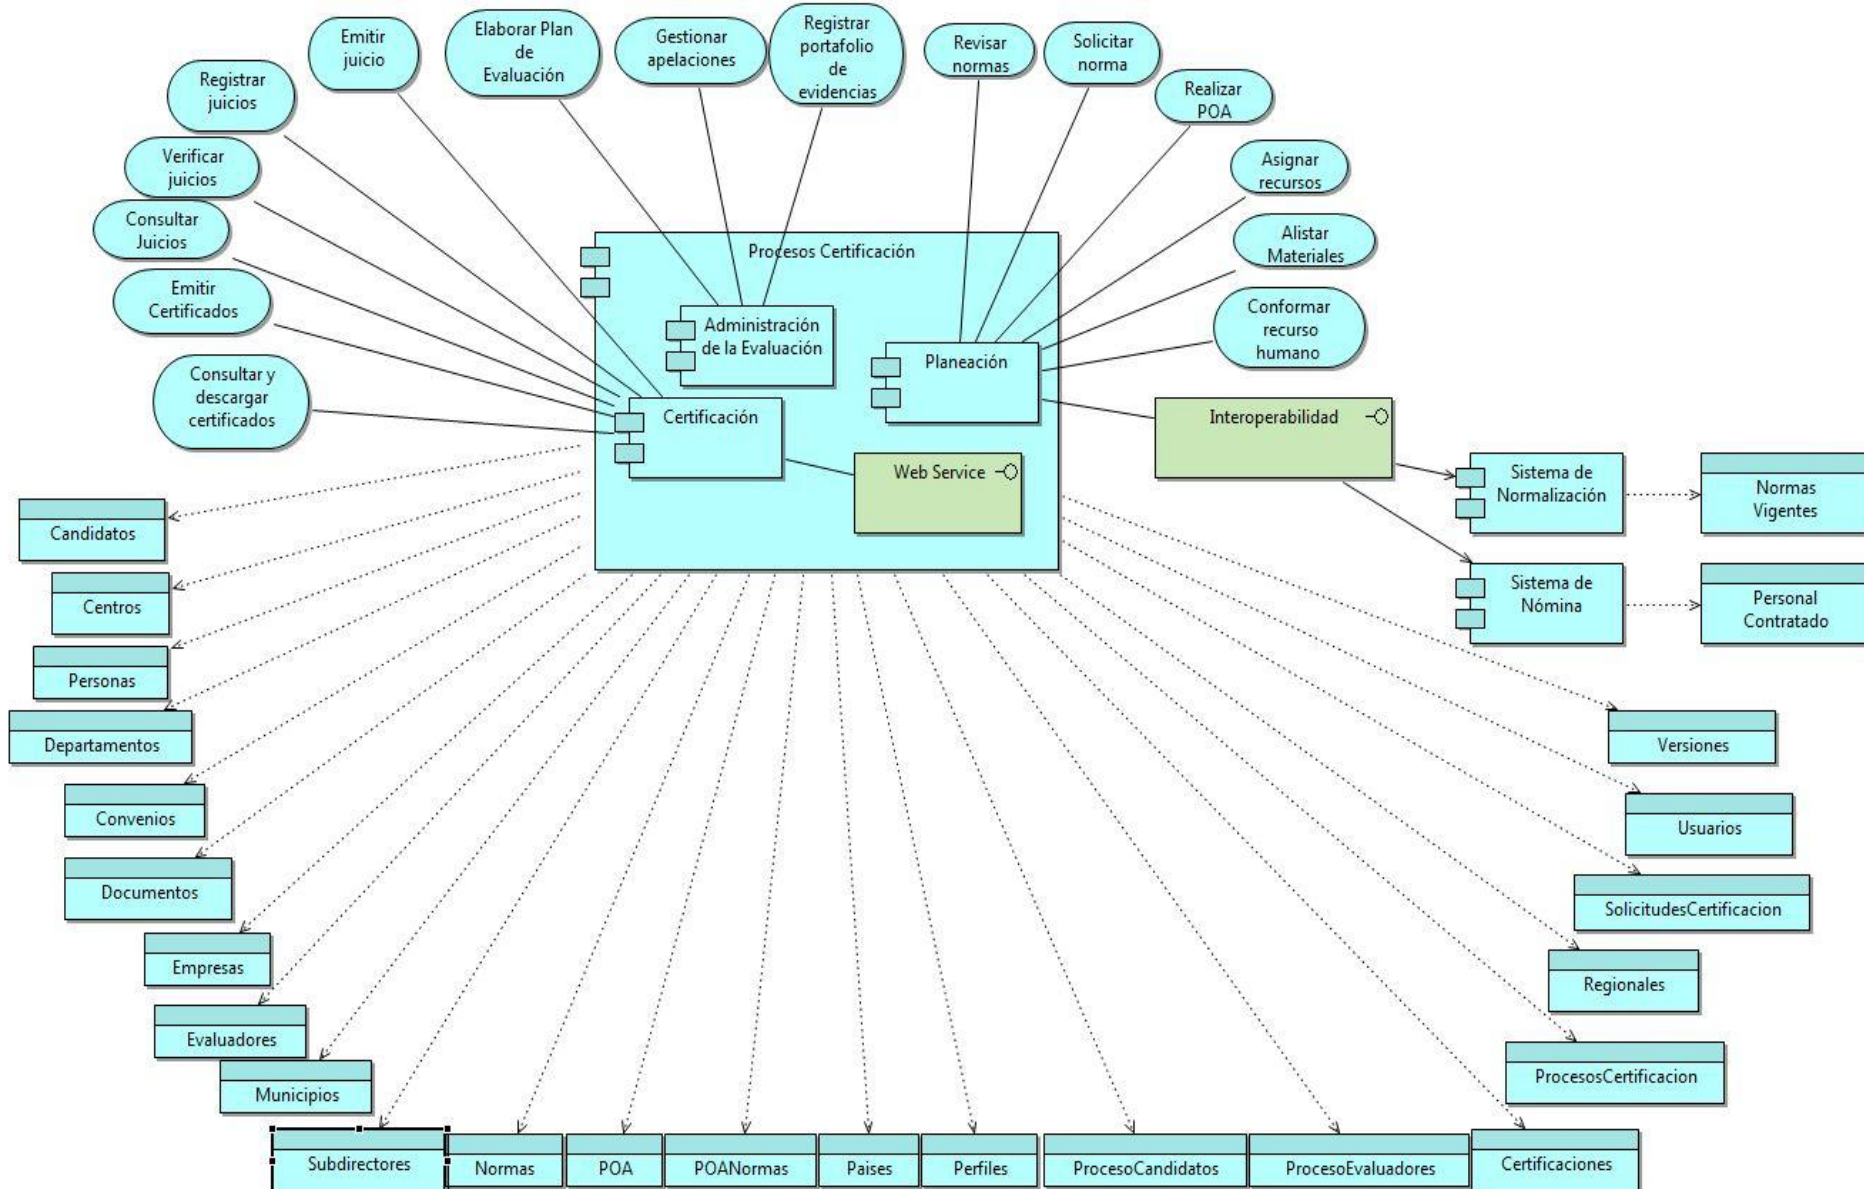 Emitir
juicio
Elaborar Plan
de
Evaluación
Gestionar
apelaciones
Registrar
portafolio
de
evidencias
Revisar
normas
Solicitar
norma
Realizar
POA
Registrar
juicios
Verificar
juicios
Consultar
Juicios
Emitir
Certificados
Consultar y
descargar
certificados
Asignar
recursos
Alistar
Materiales
Conformar
recurso
humano
Procesos Certificación
Administración
de la Evaluación
Planeación
Certificación
Web Service
Interoperabilidad
Sistema de
Normalización
Normas
Vigentes
Sistema de
Nómina
Personal
Contratado
Candidatos
Centros
Personas
Departamentos
Convenios
Documentos
Empresas
Evaluadores
Municipios
Subdirectores
Normas
POA
POANormas
Paises
Perfiles
ProcesoCandidatos
ProcesoEvaluadores
Certificaciones
ProcesosCertificacion
Regionales
SolicitudesCertificacion
Usuarios
Versiones